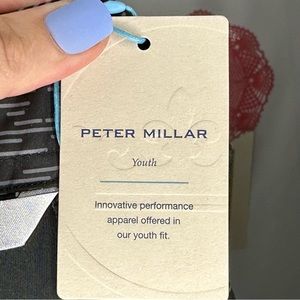 PETER MILLAR
Youth
Innovative performance
apparel offered in
our youth fit.